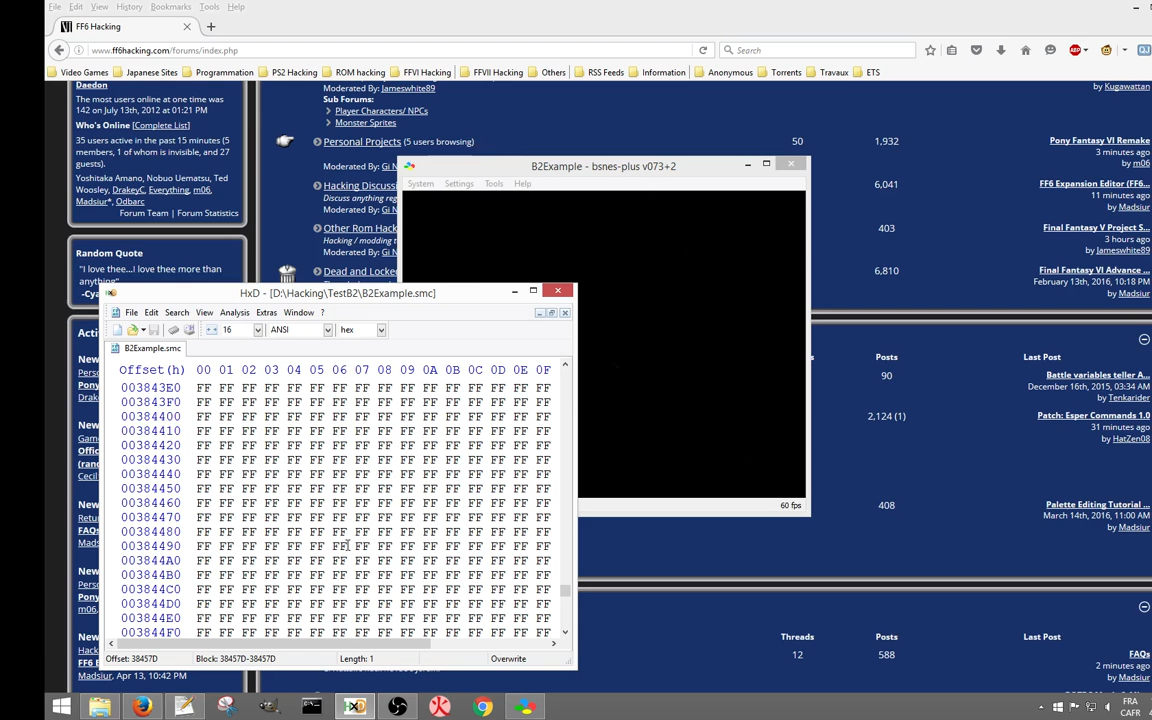 File Edit View History Bookmarks Tools Help
FF6 Hacking
www.ff6hacking.com/forums/index.php
Search
Video Games Japanese Sites Programmation PS2 Hacking ROM hacking FFVI Hacking FFVII Hacking Others RSS Feeds Information Anonymous Torrents Travaux ETS
Daedon
The most users online at one time was
142 on July 13th, 2012 at 01:21 PM
Who's Online [Complete List]
35 users active in the past 15 minutes (5
members, 1 of whom is invisible, and 27
guests).
Yoshitaka Amano, Nobuo Uematsu, Ted
Woosley, DrakeyC, Everything, m06,
Madsiur*, Odbarc
Forum Team | Forum Statistics
Random Quote
"I love thee...I love thee more than
anything"
Moderated By: Jameswhite89
Sub Forums:
Player Characters/ NPCs
Monster Sprites
Personal Projects (5 users browsing)
50
1,932
Pony Fantasy VI Remake
3 minutes ago
by m06
by Kugawattan
Moderated By: Gi N
Hacking Discuss
Discuss anything reg
Moderated By: Gi N
6,041
FF6 Expansion Editor (FF6...
11 minutes ago
by Madsiur
Other Rom Hack
Hacking / modding t
Moderated By: Gi N
403
Final Fantasy V Project S...
3 hours ago
by Jameswhite89
Dead and Locked
6,810
Final Fantasy VI Advance ...
February 13th, 2016, 10:18 PM
by Madsiur
B2Example - bsnes-plus v073+2
System Settings Tools Help
60 fps
HxD - [D:\Hacking\TestB2\B2Example.smc]
File Edit Search View Analysis Extras Window ?
16 ANSI hex
B2Example.smc
Offset(h) 00 01 02 03 04 05 06 07 08 09 0A 0B 0C 0D 0E 0F
003843E0 FF FF FF FF FF FF FF FF FF FF FF FF FF FF FF FF
003843F0 FF FF FF FF FF FF FF FF FF FF FF FF FF FF FF FF
00384400 FF FF FF FF FF FF FF FF FF FF FF FF FF FF FF FF
00384410 FF FF FF FF FF FF FF FF FF FF FF FF FF FF FF FF
00384420 FF FF FF FF FF FF FF FF FF FF FF FF FF FF FF FF
00384430 FF FF FF FF FF FF FF FF FF FF FF FF FF FF FF FF
00384440 FF FF FF FF FF FF FF FF FF FF FF FF FF FF FF FF
00384450 FF FF FF FF FF FF FF FF FF FF FF FF FF FF FF FF
00384460 FF FF FF FF FF FF FF FF FF FF FF FF FF FF FF FF
00384470 FF FF FF FF FF FF FF FF FF FF FF FF FF FF FF FF
00384480 FF FF FF FF FF FF FF FF FF FF FF FF FF FF FF FF
00384490 FF FF FF FF FF FF FF FF FF FF FF FF FF FF FF FF
003844A0 FF FF FF FF FF FF FF FF FF FF FF FF FF FF FF FF
003844B0 FF FF FF FF FF FF FF FF FF FF FF FF FF FF FF FF
003844C0 FF FF FF FF FF FF FF FF FF FF FF FF FF FF FF FF
003844D0 FF FF FF FF FF FF FF FF FF FF FF FF FF FF FF FF
003844E0 FF FF FF FF FF FF FF FF FF FF FF FF FF FF FF FF
003844F0 FF FF FF FF FF FF FF FF FF FF FF FF FF FF FF FF
Offset: 38457D Block: 38457D-38457D Length: 1 Overwrite
Posts Last Post
90
Battle variables teller A...
December 16th, 2015, 03:34 AM
by Tenkarider
2,124 (1)
Patch: Esper Commands 1.0
31 minutes ago
by HatZen08
408
Palette Editing Tutorial ...
March 14th, 2016, 11:00 AM
by Madsiur
Threads Posts Last Post
12 588
FAQs
2 minutes ago
by Madsiur
Madsiur, Apr 13, 10:42 PM
FRA
CAFR